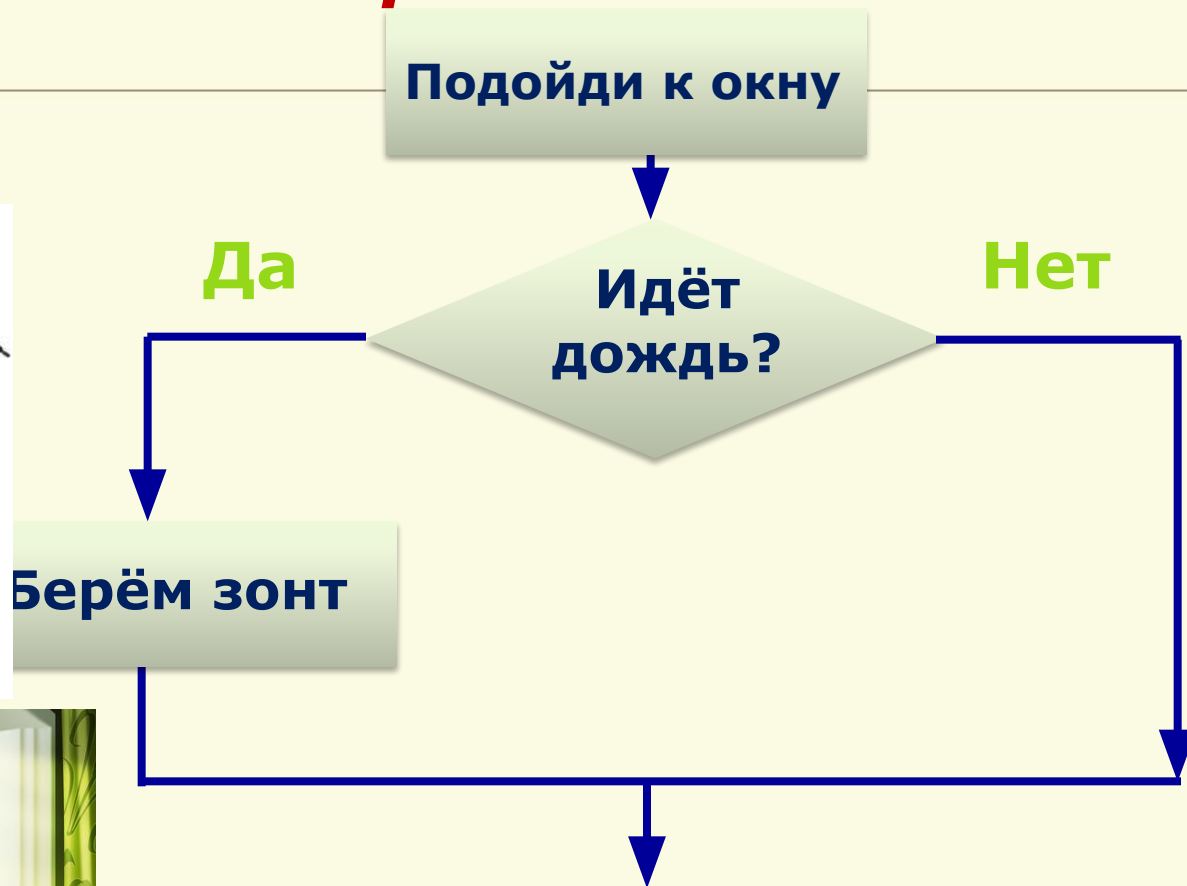 Подойди к окну
Да
Идёт
дождь?
Нет
Берём зонт